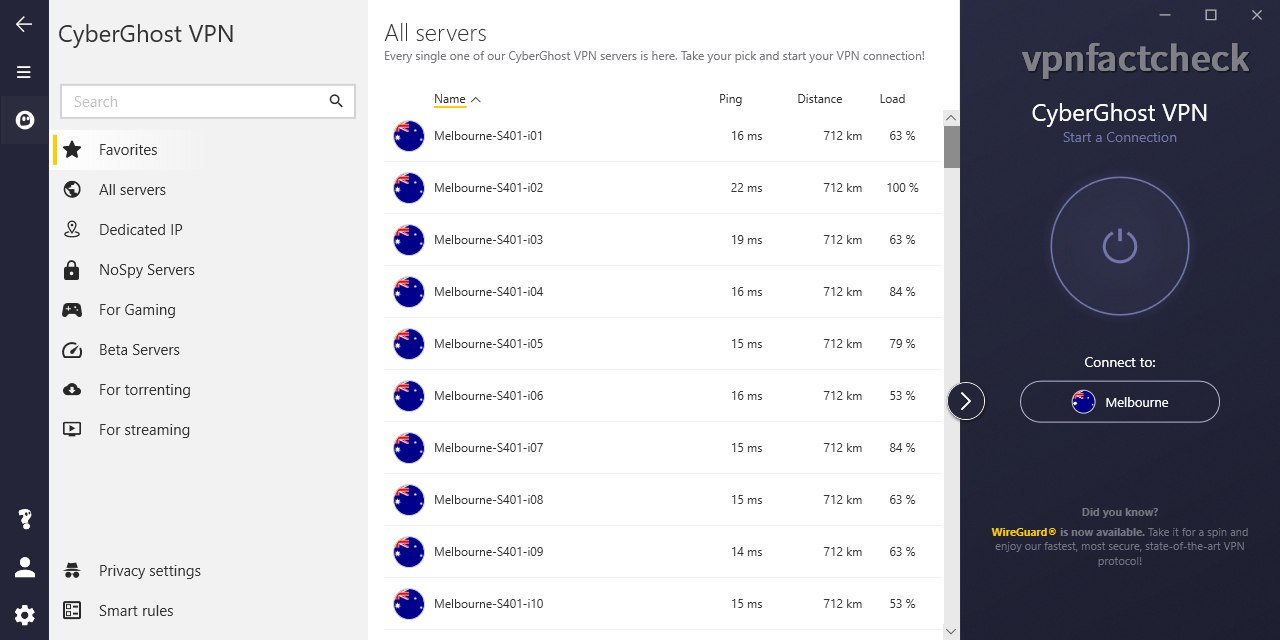 CyberGhost VPN
Search
Favorites
All servers
Dedicated IP
NoSpy Servers
For Gaming
Beta Servers
For torrenting
For streaming
Privacy settings
Smart rules
All servers
Every single one of our CyberGhost VPN servers is here. Take your pick and start your VPN connection!
Name Ping Distance Load
Melbourne-S401-i01 16 ms 712 km 63 %
Melbourne-S401-i02 22 ms 712 km 100 %
Melbourne-S401-i03 19 ms 712 km 63 %
Melbourne-S401-i04 16 ms 712 km 84 %
Melbourne-S401-i05 15 ms 712 km 79 %
Melbourne-S401-i06 16 ms 712 km 53 %
Melbourne-S401-i07 15 ms 712 km 84 %
Melbourne-S401-i08 15 ms 712 km 63 %
Melbourne-S401-i09 14 ms 712 km 63 %
Melbourne-S401-i10 15 ms 712 km 53 %
vpnfactcheck
CyberGhost VPN
Start a Connection
Connect to:
Melbourne
Did you know?
WireGuard® is now available. Take it for a spin and
enjoy our fastest, most secure, state-of-the-art VPN
protocol!